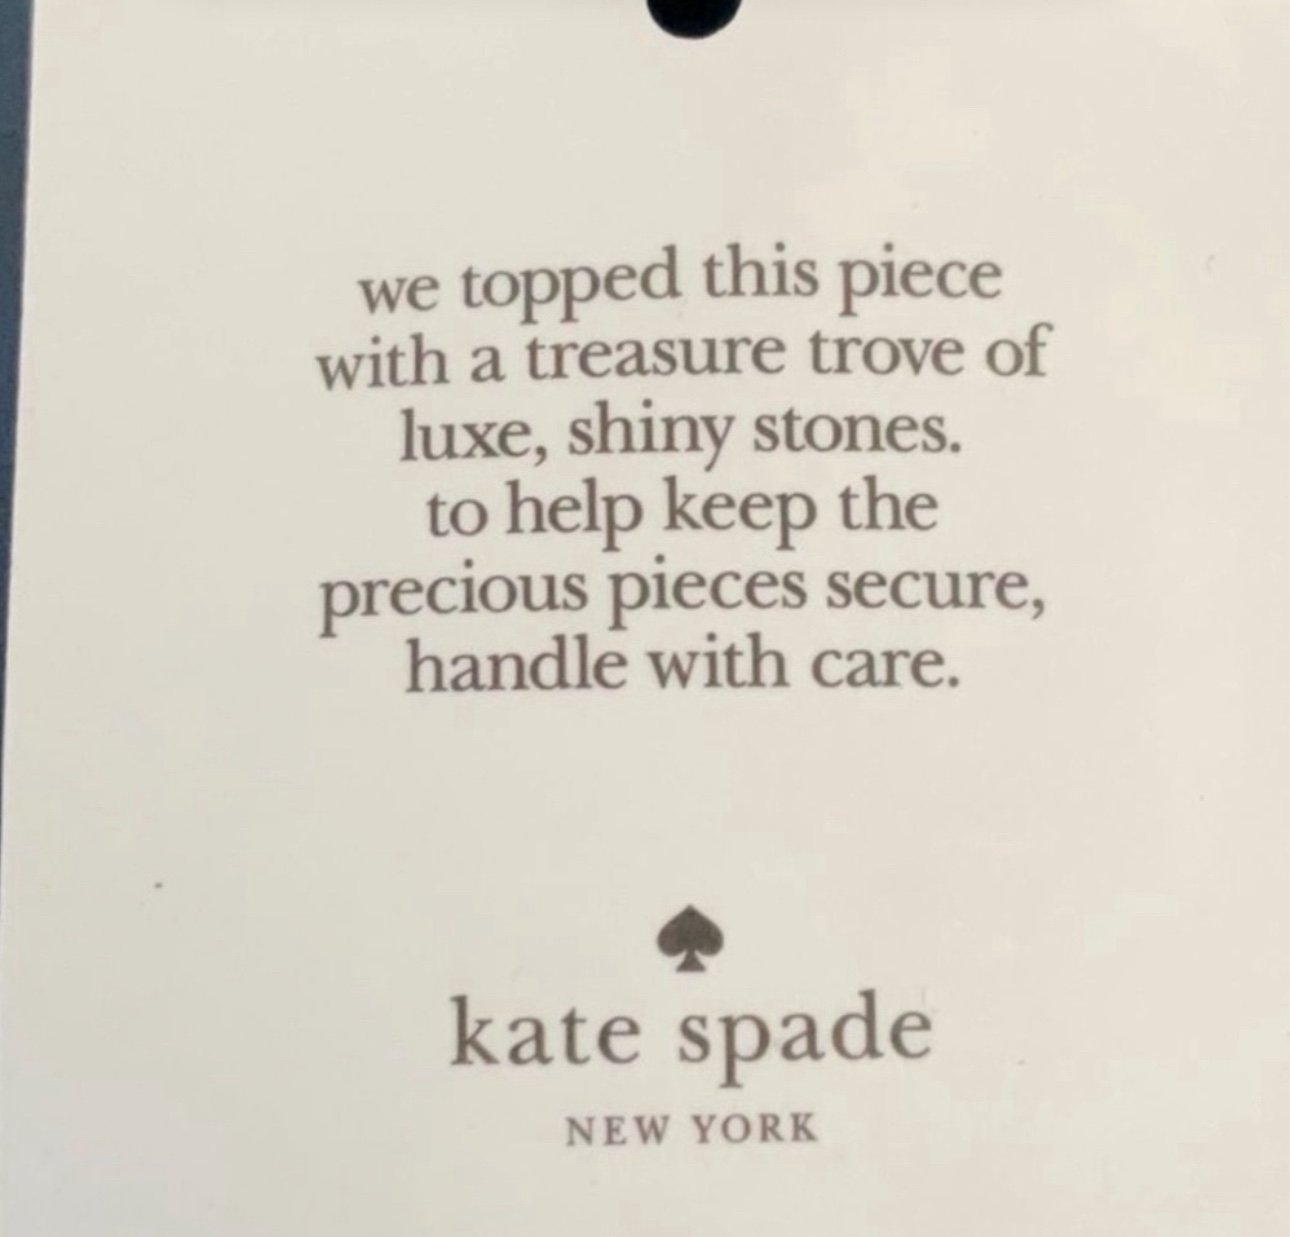 we topped this piece
with a treasure trove of
luxe, shiny stones.
to help keep the
precious pieces secure,
handle with care.
kate spade
NEW YORK